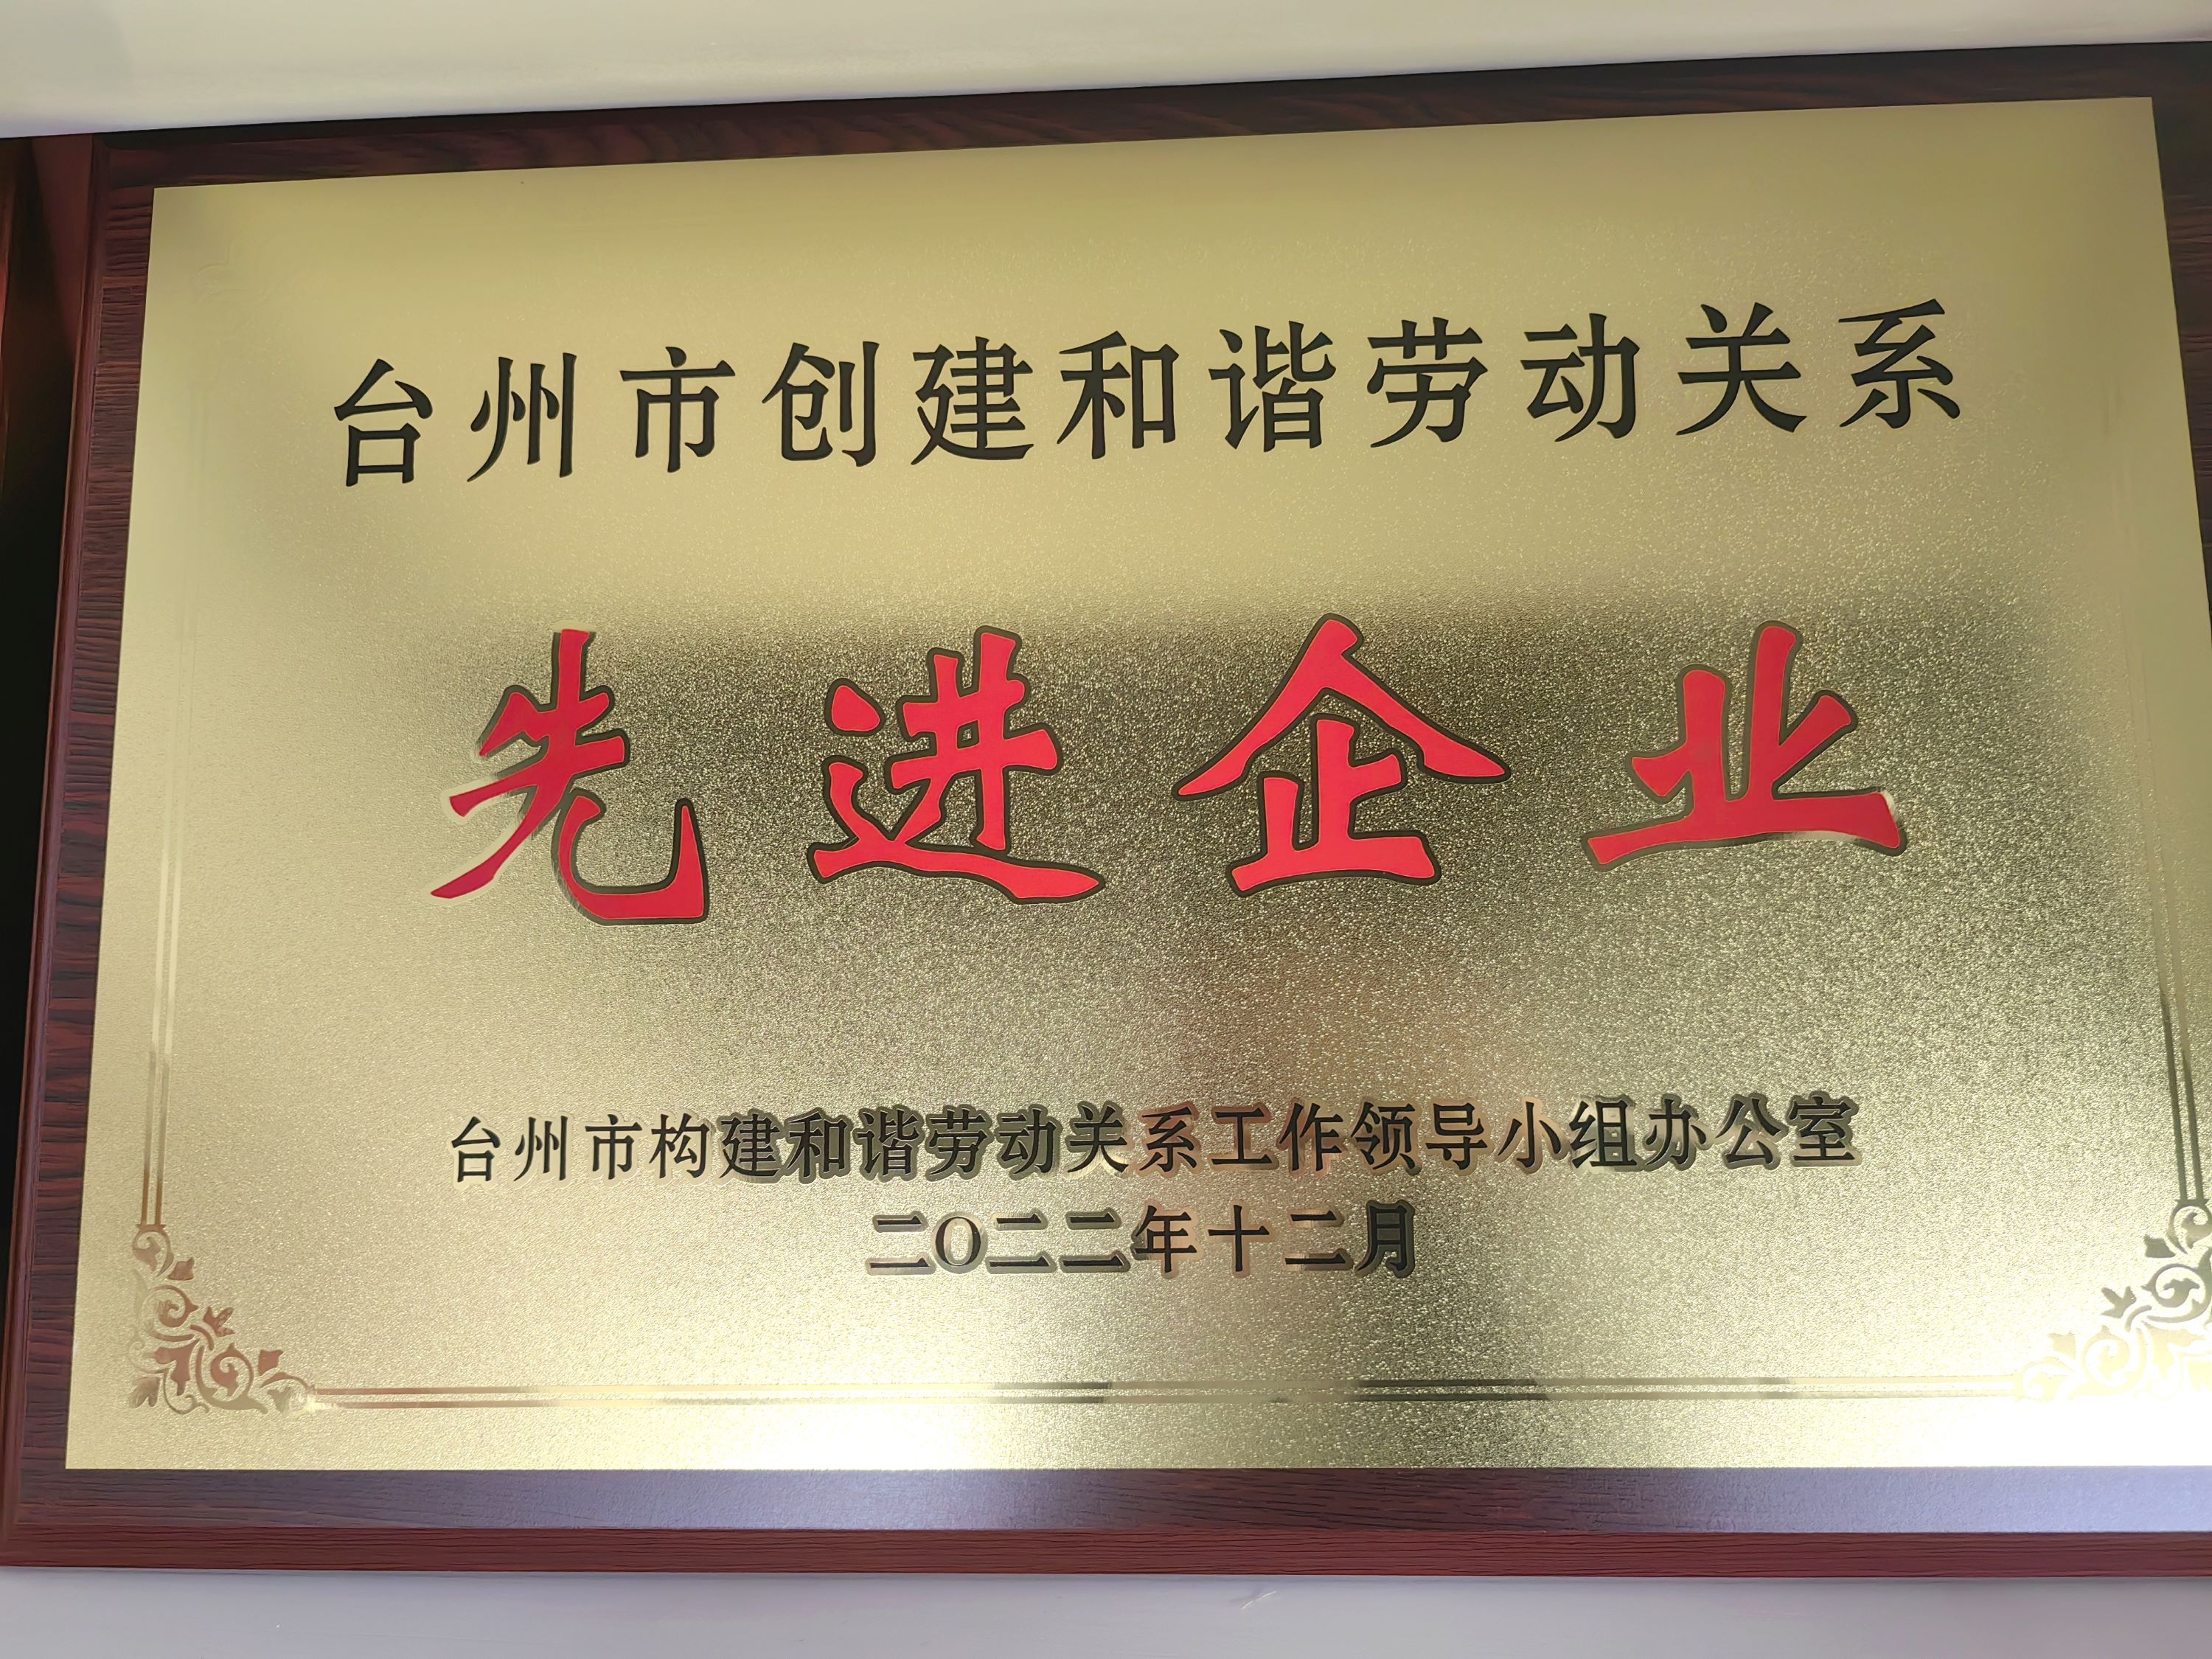 台州市创建和谐劳动关系
先进企业
台州市构建和谐劳动关系工作领导小组办公室
二O二二年十二月